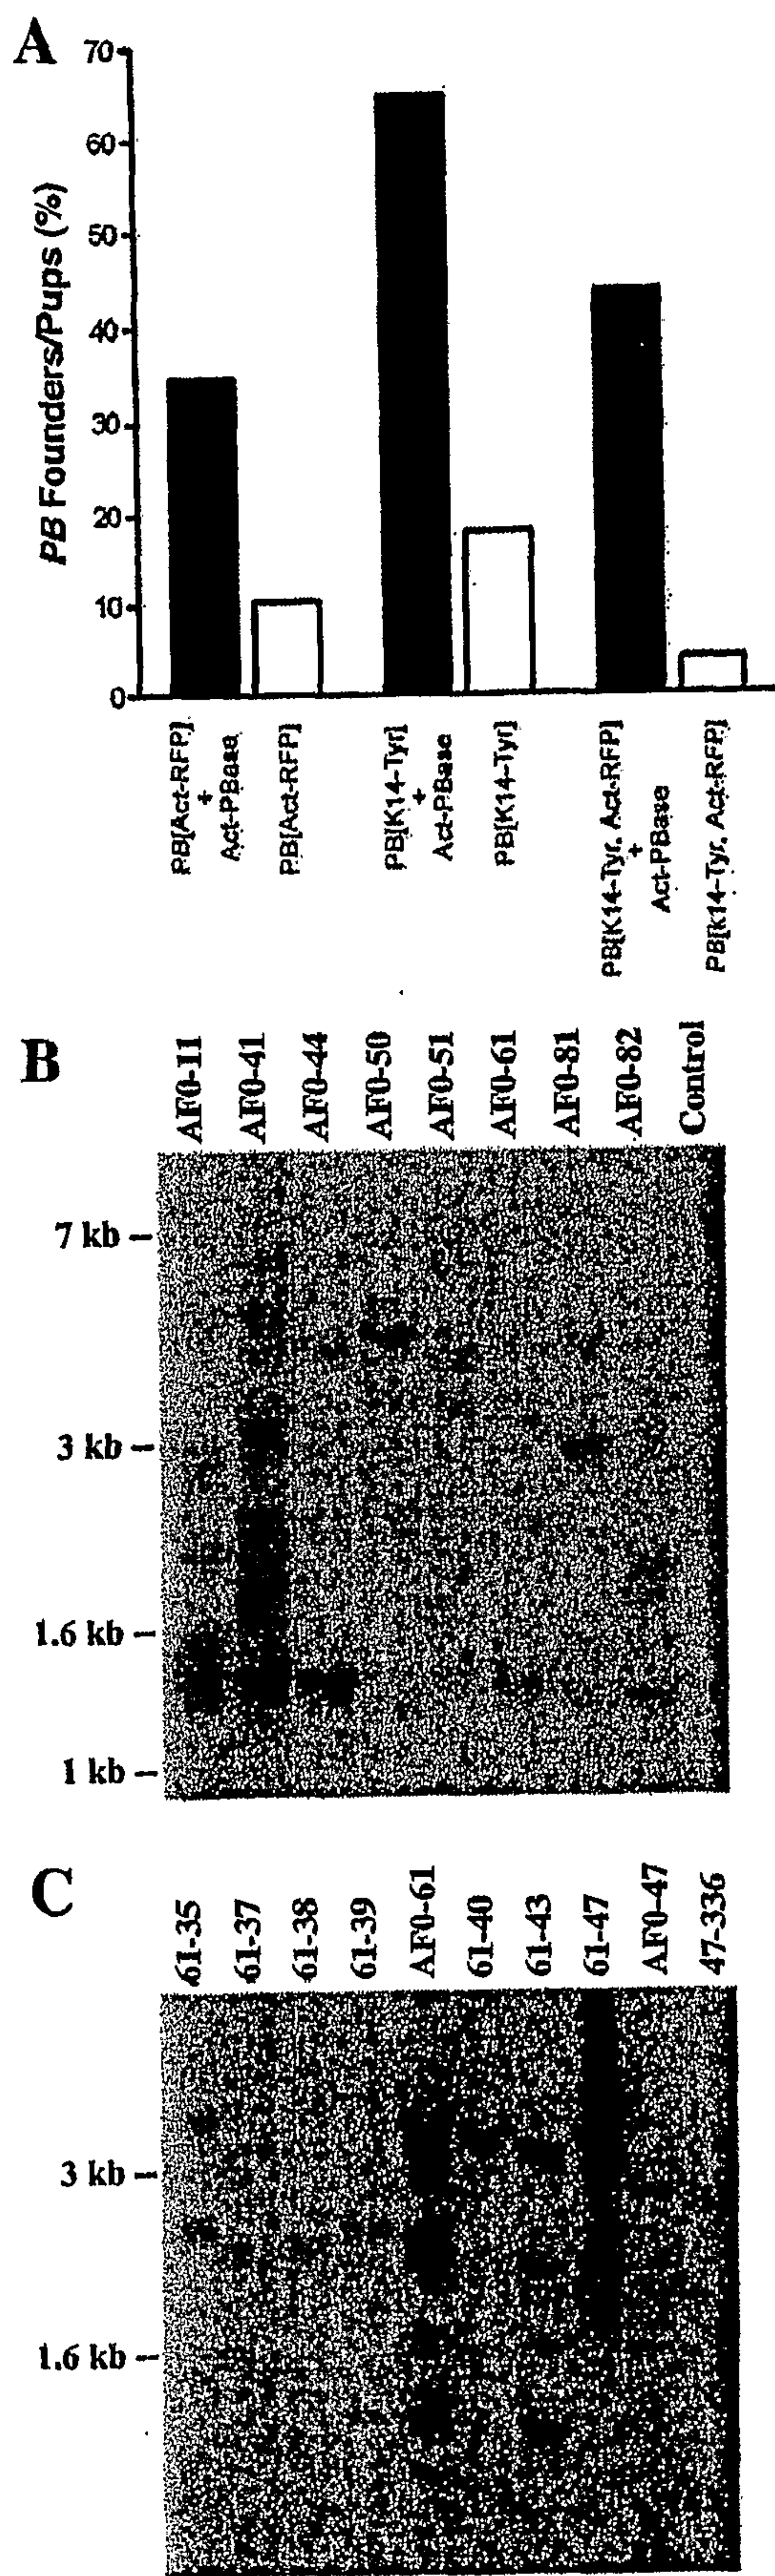 A
70
60
50
40
30
20
10
0
PB Founders/Pups (%)
PB[Act-RFP]
+
Act-PBase
PB[Act-RFP]
PB[K14-Tyr]
+
Act-PBase
PB[K14-Tyr]
PB[K14-Tyr, Act-RFP]
+
Act-PBase
PB[k14-Tyr, Act-RFP]
B
AF0-11
AF0-41
AF0-44
AF0-50
AF0-51
AF0-61
AF0-81
AF0-82
Control
7 kb
3 kb
1.6 kb
1 kb
C
61-35
61-37
61-38
61-39
AF0-61
61-40
61-43
61-47
AF0-47
47-336
3 kb
1.6 kb